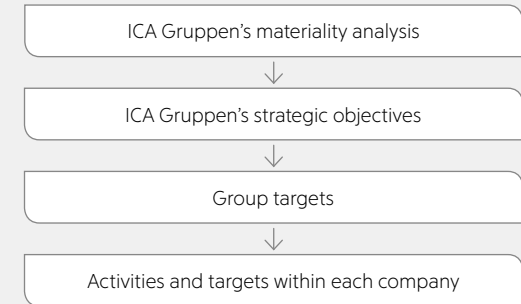 ICA Gruppen’s materiality analysis
ICA Gruppen’s strategic objectives
Group targets
Activities and targets within each company